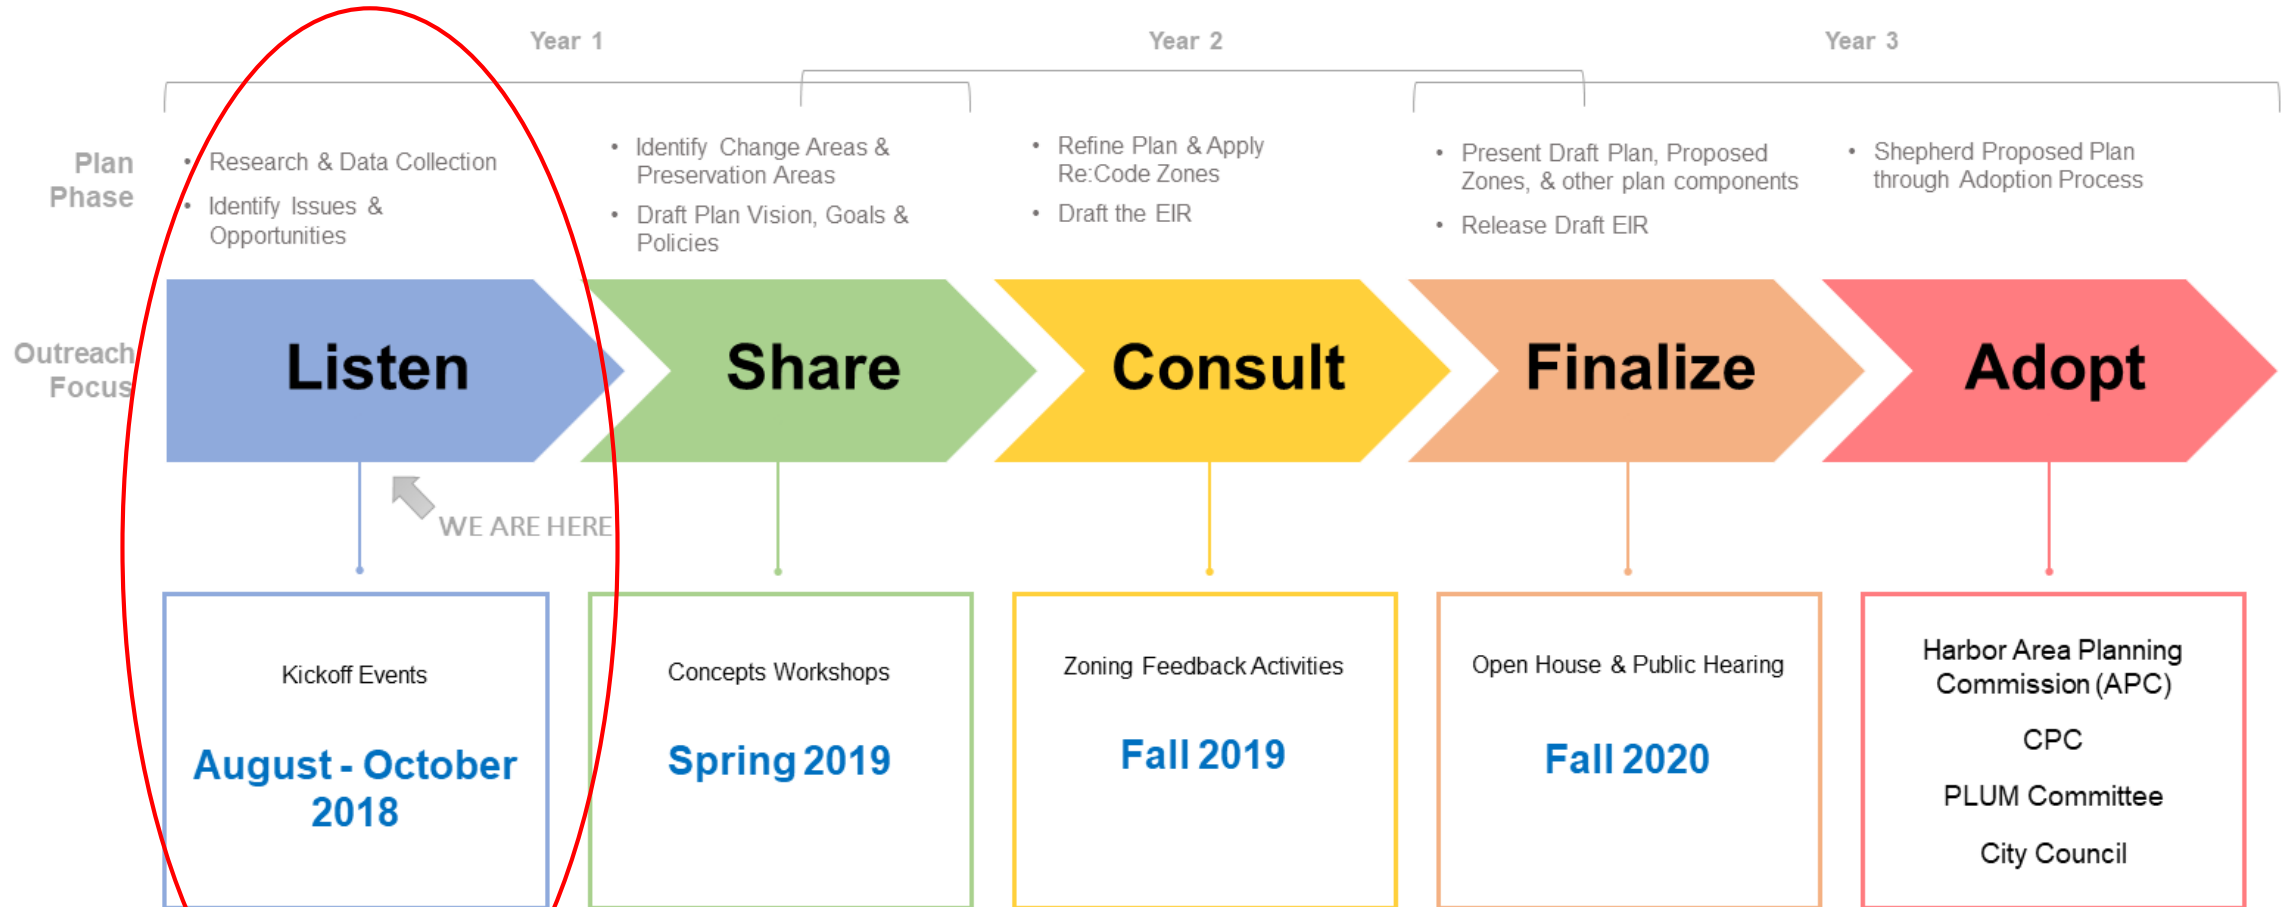 Year 1
Year 2
Year 3
Plan
Phase
• Research & Data Collection
• Identify Issues &
Opportunities
• Identify Change Areas &
Preservation Areas
• Draft Plan Vision, Goals &
Policies
• Refine Plan & Apply
Re:Code Zones
• Draft the EIR
• Present Draft Plan, Proposed
Zones, & other plan components
• Release Draft EIR
• Shepherd Proposed Plan
through Adoption Process
Outreach
Focus
Listen
Share
Consult
Finalize
Adopt
WE ARE HERE
Kickoff Events
August - October
2018
Concepts Workshops
Spring 2019
Zoning Feedback Activities
Fall 2019
Open House & Public Hearing
Fall 2020
Harbor Area Planning
Commission (APC)
CPC
PLUM Committee
City Council